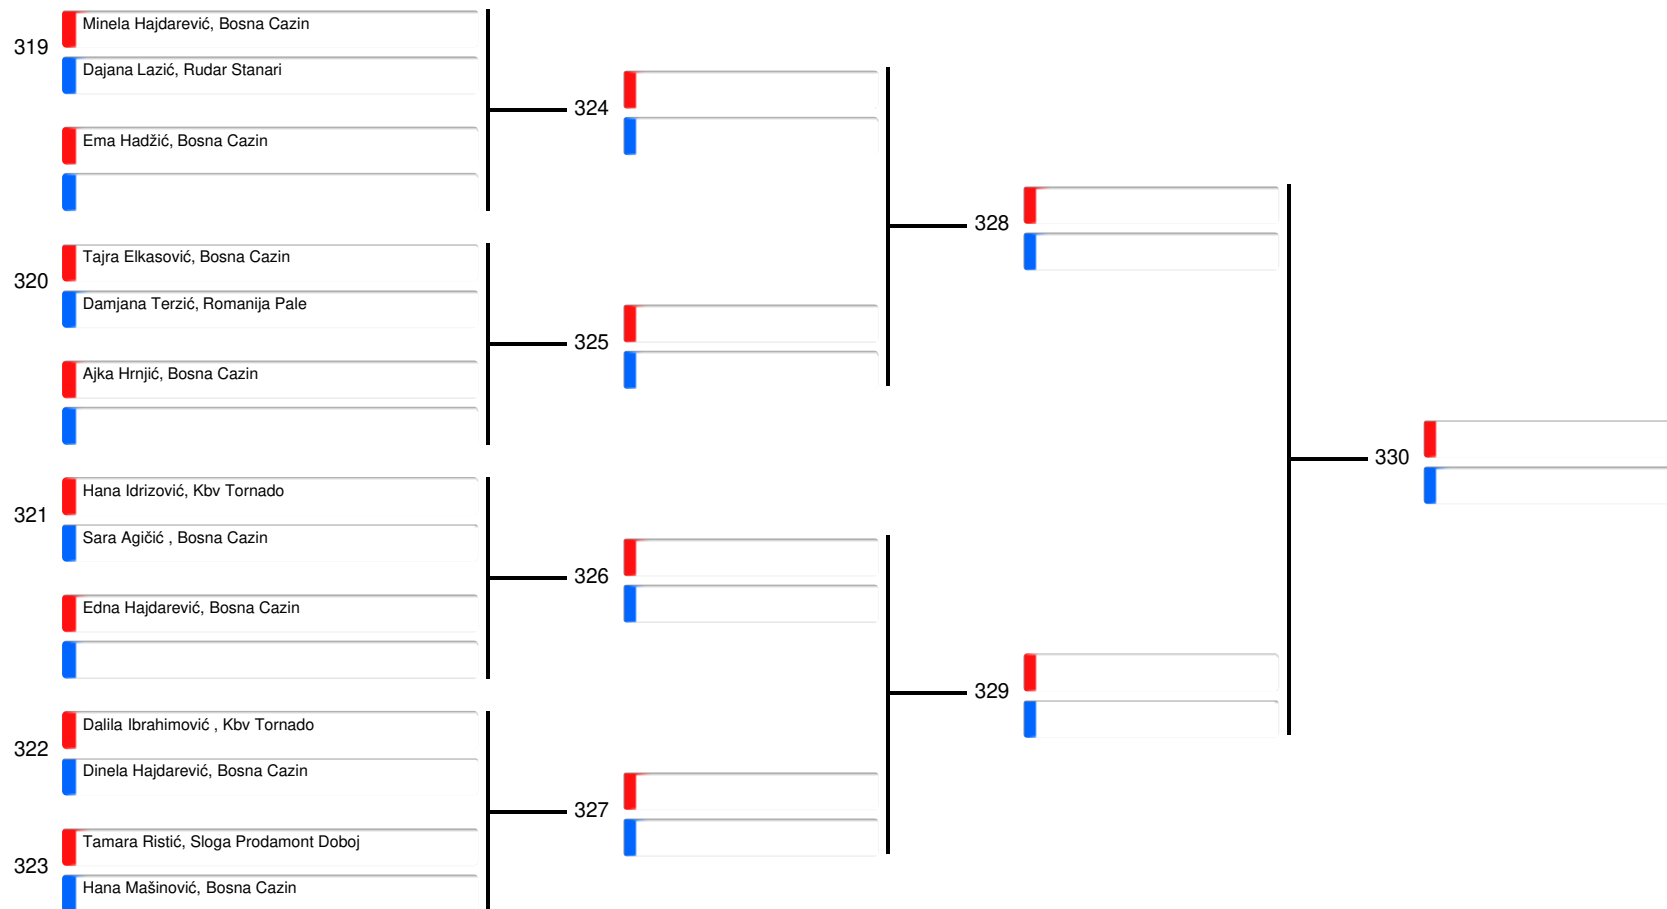 319
Minela Hajdarević, Bosna Cazin
Dajana Lazić, Rudar Stanari
Ema Hadžić, Bosna Cazin
320
Tajra Elkasović, Bosna Cazin
Damjana Terzić, Romanija Pale
Ajka Hrnjić, Bosna Cazin
321
Hana Idrizović, Kbv Tornado
Sara Agičić , Bosna Cazin
Edna Hajdarević, Bosna Cazin
322
Dalila Ibrahimović , Kbv Tornado
Dinela Hajdarević, Bosna Cazin
323
Tamara Ristić, Sloga Prodamont Doboj
Hana Mašinović, Bosna Cazin
324
325
326
327
328
329
330